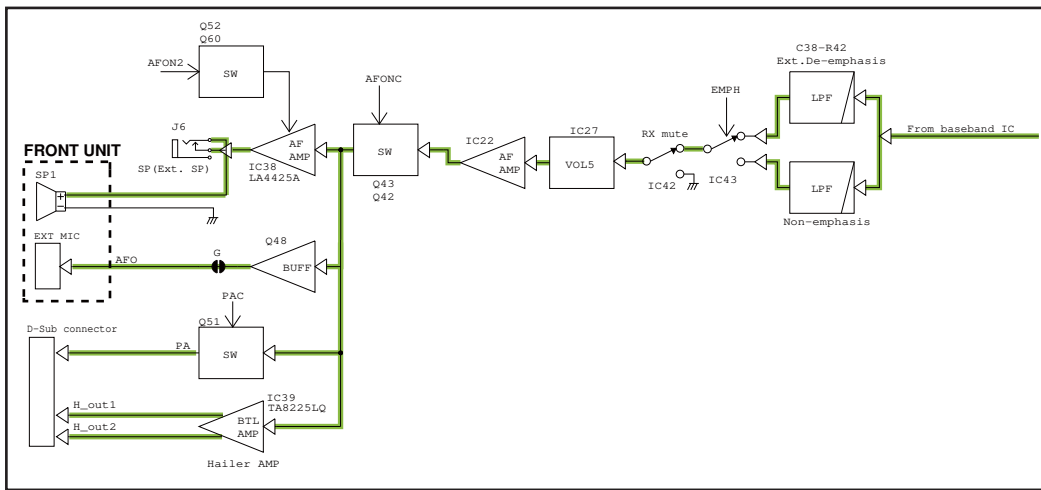 Q52
Q60
AFON2
SW
J6
SP(Ext. SP)
AF
AMP
IC38
LA4425A
AFONC
SW
Q43
Q42
IC22
AF
AMP
IC27
VOL5
RX mute
IC42
EMPH
IC43
C38-R42
Ext.De-emphasis
LPF
From baseband IC
LPF
Non-emphasis
FRONT UNIT
SP1
+
-
EXT MIC
AFO
G
Q48
BUFF
PAC
Q51
SW
D-Sub connector
PA
H_out1
H_out2
IC39
TA8225LQ
BTL
AMP
Hailer AMP